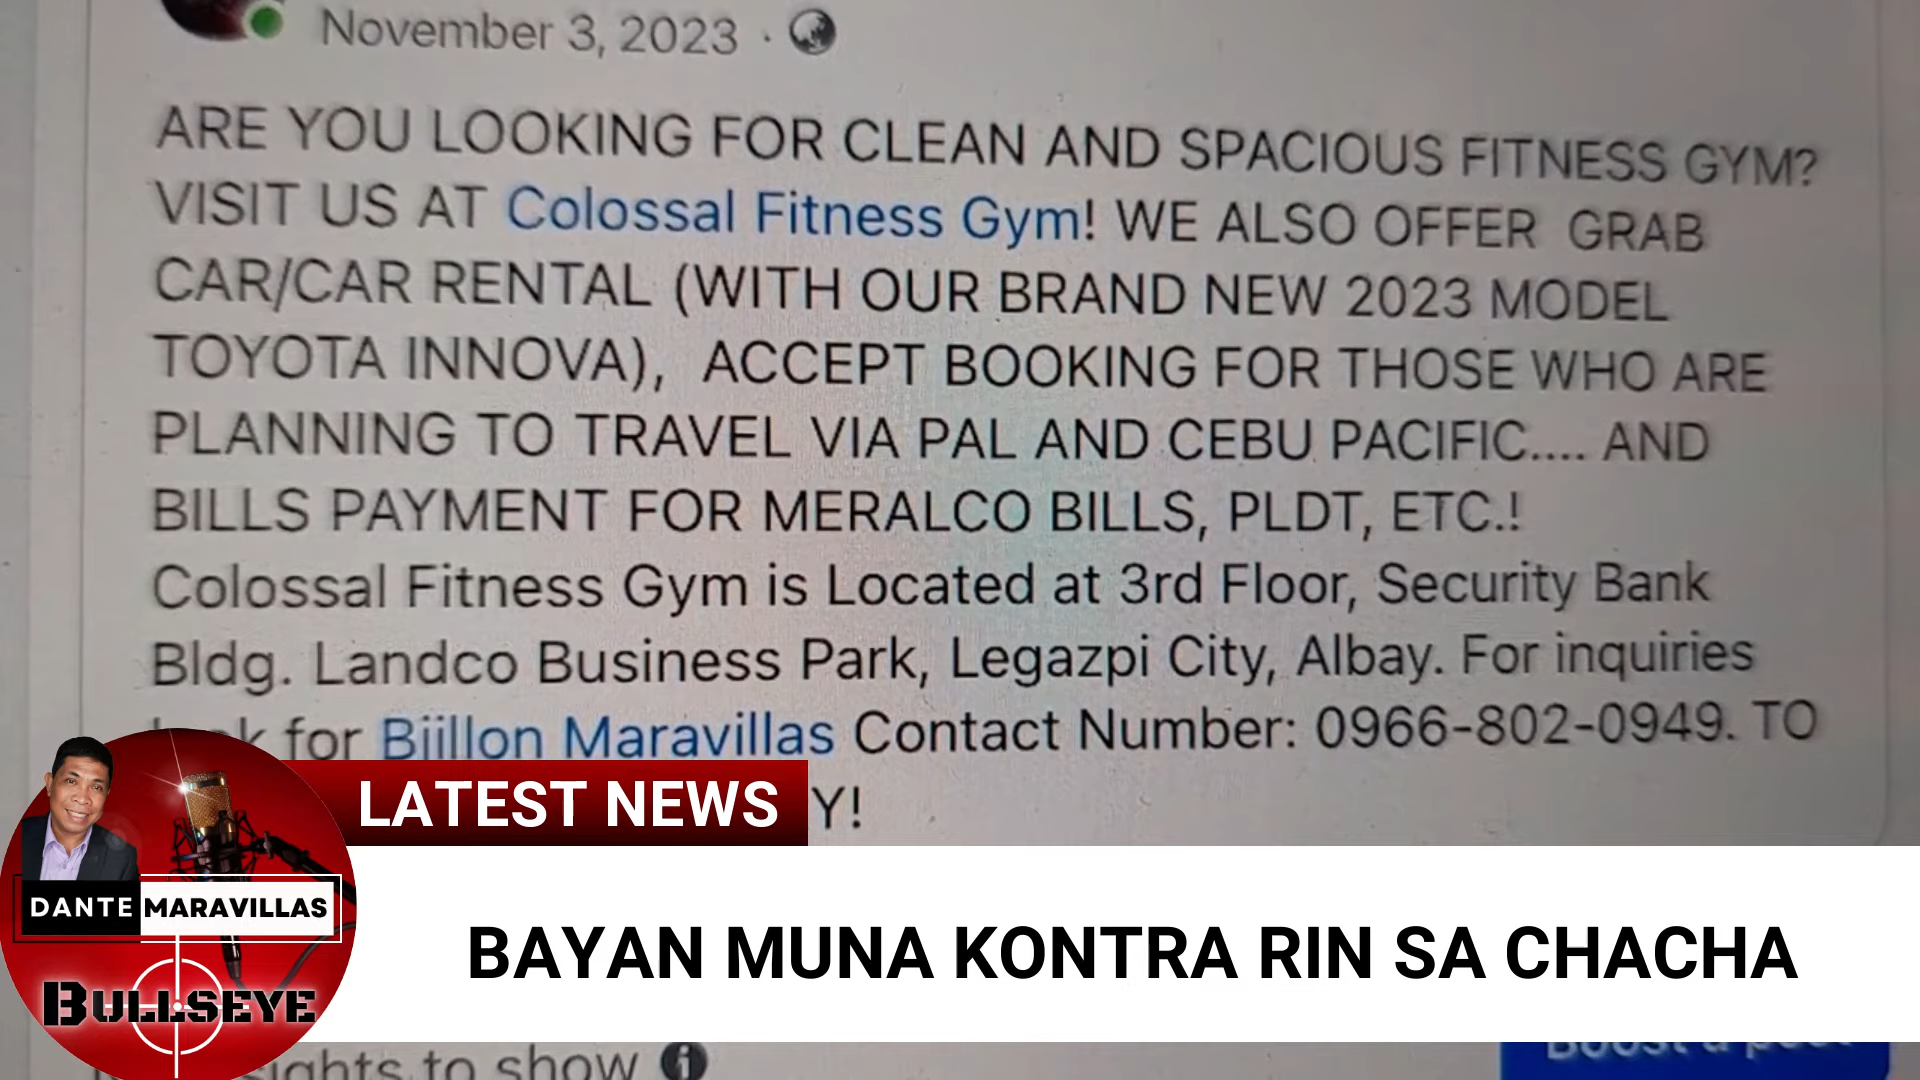 November 3, 2023 ·
ARE YOU LOOKING FOR CLEAN AND SPACIOUS FITNESS GYM?
VISIT US AT Colossal Fitness Gym! WE ALSO OFFER GRAB
CAR/CAR RENTAL (WITH OUR BRAND NEW 2023 MODEL
TOYOTA INNOVA), ACCEPT BOOKING FOR THOSE WHO ARE
PLANNING TO TRAVEL VIA PAL AND CEBU PACIFIC.... AND
BILLS PAYMENT FOR MERALCO BILLS, PLDT, ETC.!
Colossal Fitness Gym is Located at 3rd Floor, Security Bank
Bldg. Landco Business Park, Legazpi City, Albay. For inquiries
for Bjillon Maravillas Contact Number: 0966-802-0949. TO
Y!
LATEST NEWS
DANTE MARAVILLAS
BULLSEYE
BAYAN MUNA KONTRA RIN SA CHACHA
to show